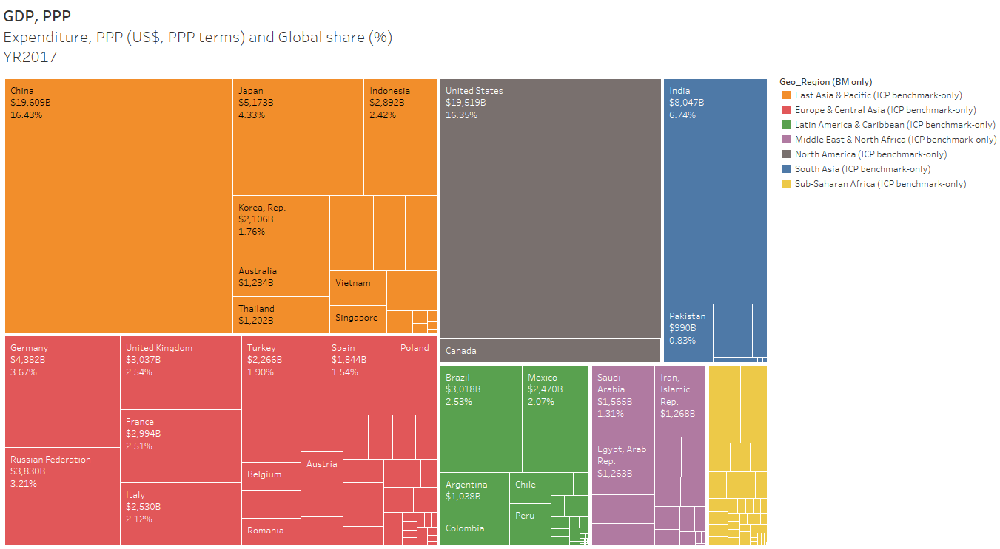 GDP, PPP
Expenditure, PPP (US$, PPP terms) and Global share (%)
YR2017
China
$19,609B
16.43%
Japan
$5,173B
4.33%
Indonesia
$2,892B
2.42%
Korea, Rep.
$2,106B
1.76%
Australia
$1,234B
Thailand
$1,202B
Vietnam
Singapore
United States
$19,519B
16.35%
Canada
India
$8,047B
6.74%
Pakistan
$990B
0.83%
Germany
$4,382B
3.67%
Russian Federation
$3,830B
3.21%
United Kingdom
$3,037B
2.54%
France
$2,994B
2.51%
Italy
$2,530B
2.12%
Turkey
$2,266B
1.90%
Spain
$1,844B
1.54%
Poland
Belgium
Romania
Austria
Brazil
$3,018B
2.53%
Mexico
$2,470B
2.07%
Argentina
$1,038B
Colombia
Chile
Peru
Saudi
Arabia
$1,565B
1.31%
Iran,
Islamic
Rep.
$1,268B
Egypt, Arab
Rep.
$1,263B
Geo_Region (BM only)
East Asia & Pacific (ICP benchmark-only)
Europe & Central Asia (ICP benchmark-only)
Latin America & Caribbean (ICP benchmark-only)
Middle East & North Africa (ICP benchmark-only)
North America (ICP benchmark-only)
South Asia (ICP benchmark-only)
Sub-Saharan Africa (ICP benchmark-only)